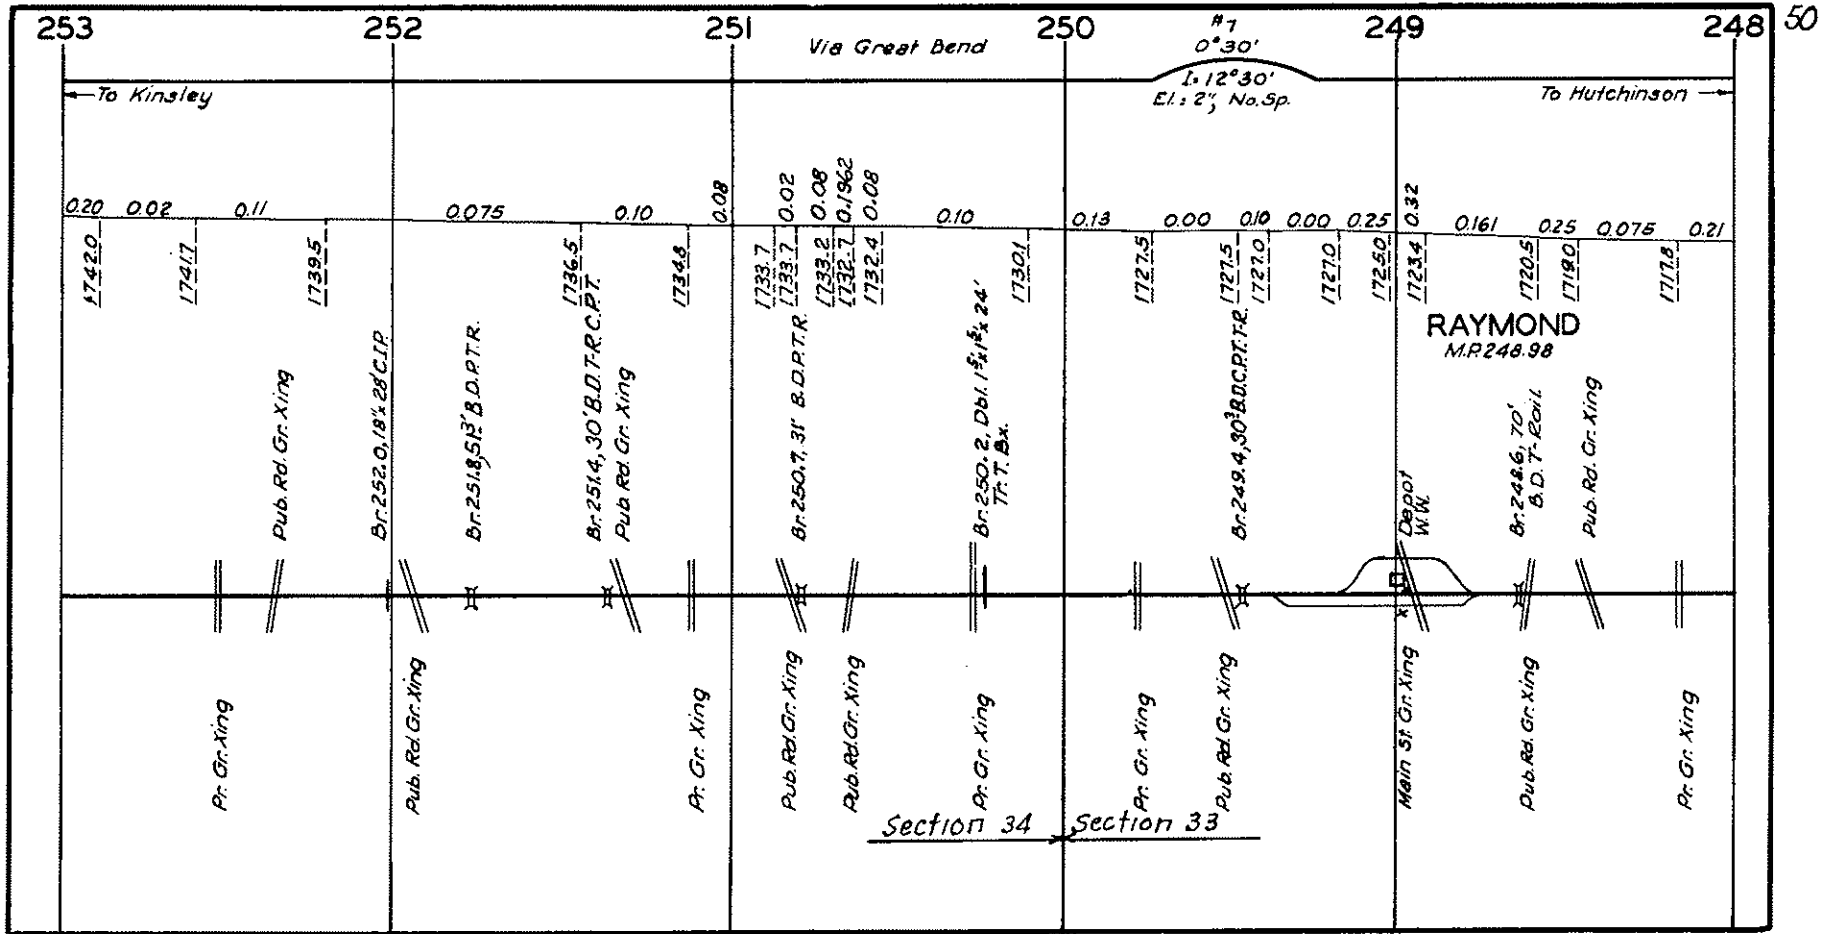 50
253 252 251 250 249 248
Via Great Bend
#7
0°30'
I=12°30'
El.=2", No.Sp.
To Kinsley
To Hutchinson
0.20 0.02 0.11 0.075 0.10 0.08 0.02 0.08 0.1962 0.08 0.10 0.13 0.00 0.10 0.00 0.25 0.32 0.161 0.25 0.075 0.21
1742.0 1741.7 1739.5 1736.5 1734.8 1733.7 1733.7 1733.2 1732.7 1732.4 1730.1 1727.5 1727.5 1727.0 1727.0 1725.0 1723.4 1720.5 1719.0 1717.8
RAYMOND
M.P.248.98
Pub. Rd. Gr. Xing
Br. 252.0, 18"x 28' C.I.P.
Br. 251.8, 51³' B.D.P.T.R.
Br. 251.4, 30' B.D.T-R.C.P.T.
Pub. Rd. Gr. Xing
Br. 250.7, 31' B.D.P.T.R.
Br. 250.2, Dbl. 1⁵x1⁵x 24'
Tr. T. Bx.
Br. 249.4, 30³' B.D.C.P.T.T-R.
Depot
W.W.
Br. 248.6, 70'
B.D. T-Rail.
Pub. Rd. Gr. Xing
Pr. Gr. Xing
Pub. Rd. Gr. Xing
Pr. Gr. Xing
Pub. Rd. Gr. Xing
Pub. Rd. Gr. Xing
Pr. Gr. Xing
Pr. Gr. Xing
Pub. Rd. Gr. Xing
Main St. Gr. Xing
Pub. Rd. Gr. Xing
Pr. Gr. Xing
Section 34 Section 33